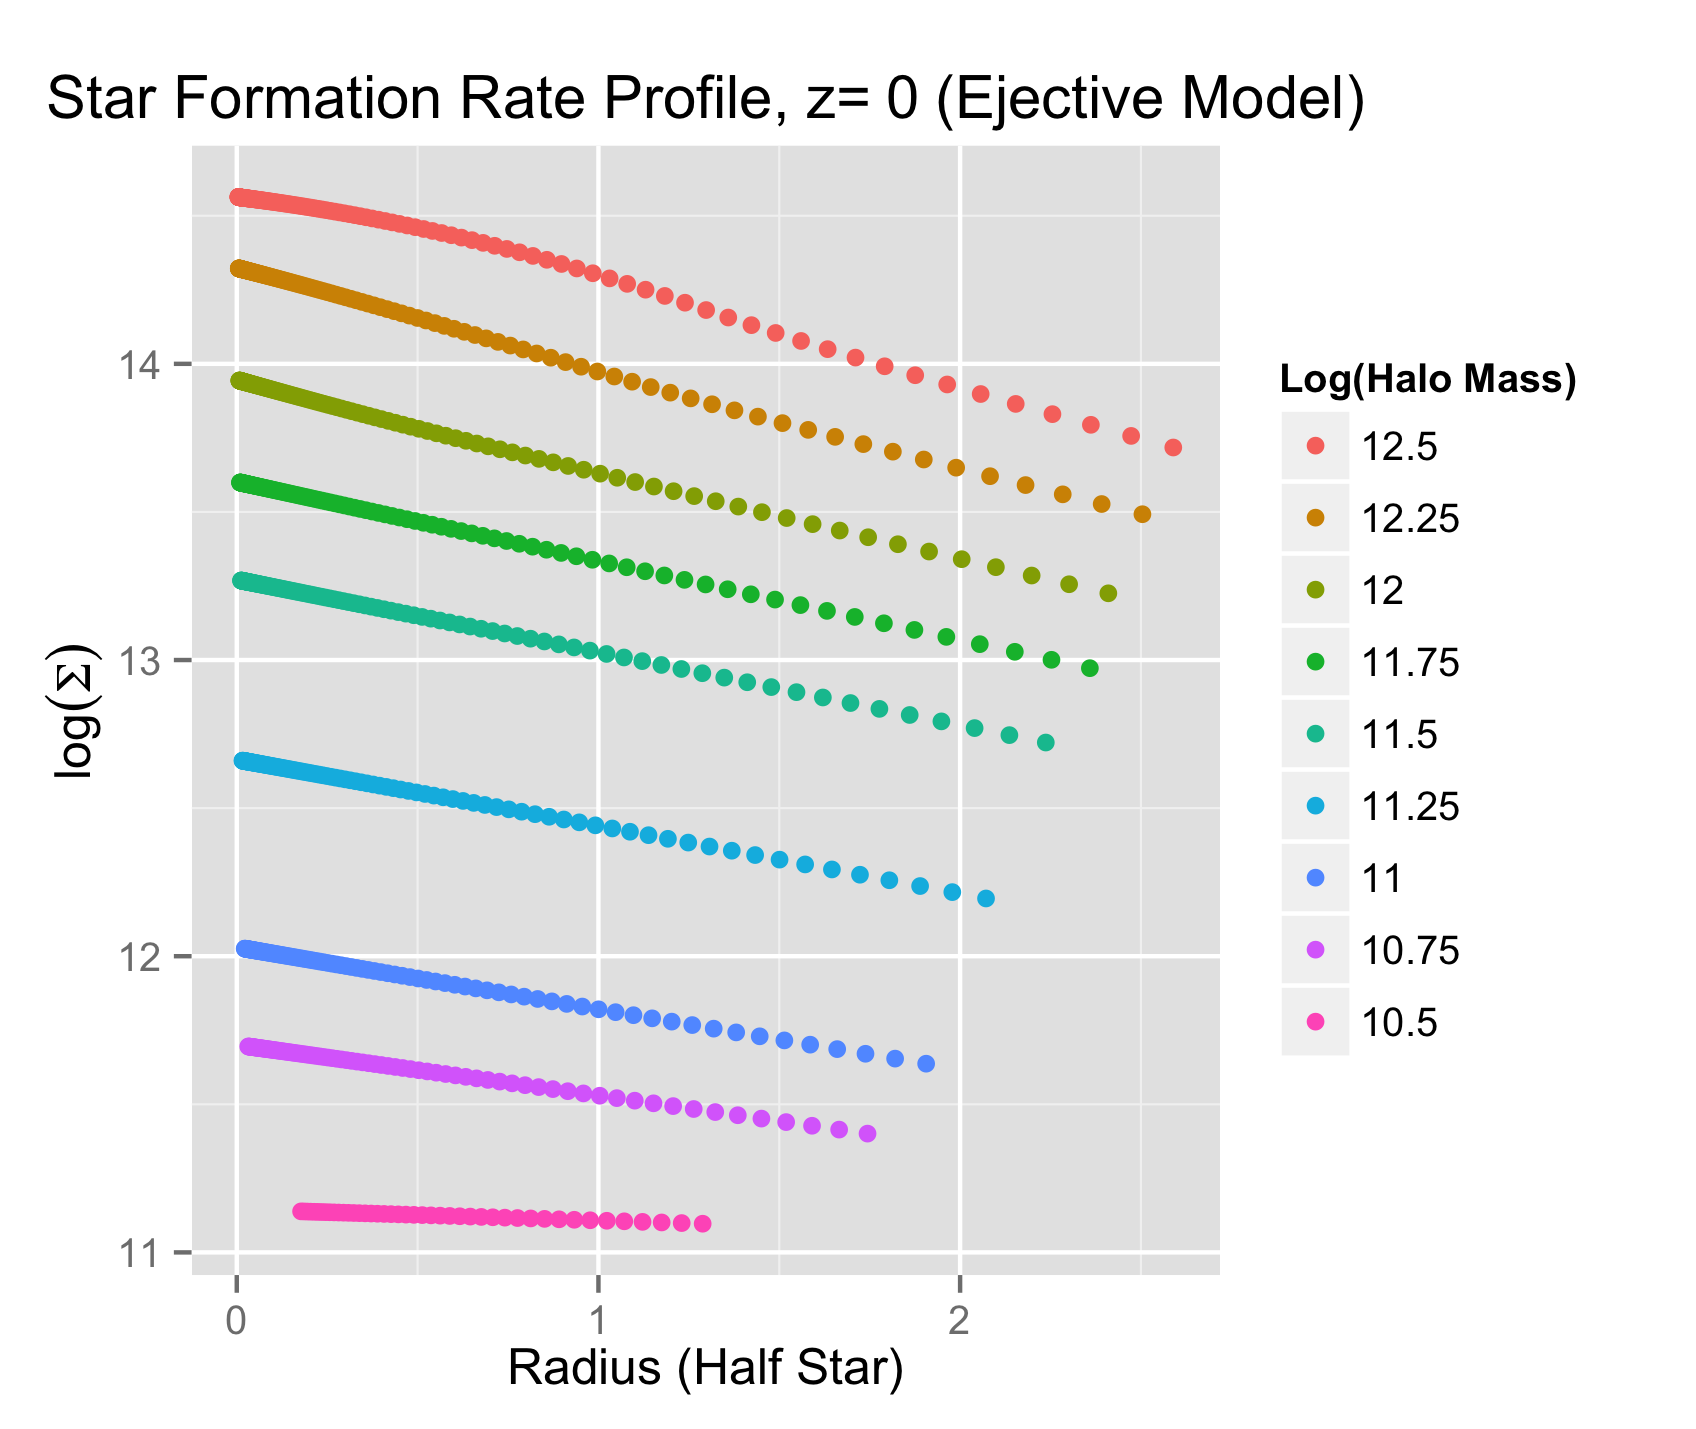 Star Formation Rate Profile, z= 0 (Ejective Model)
log(Σ)
14
13
12
11
0 1 2
Radius (Half Star)
Log(Halo Mass)
12.5
12.25
12
11.75
11.5
11.25
11
10.75
10.5